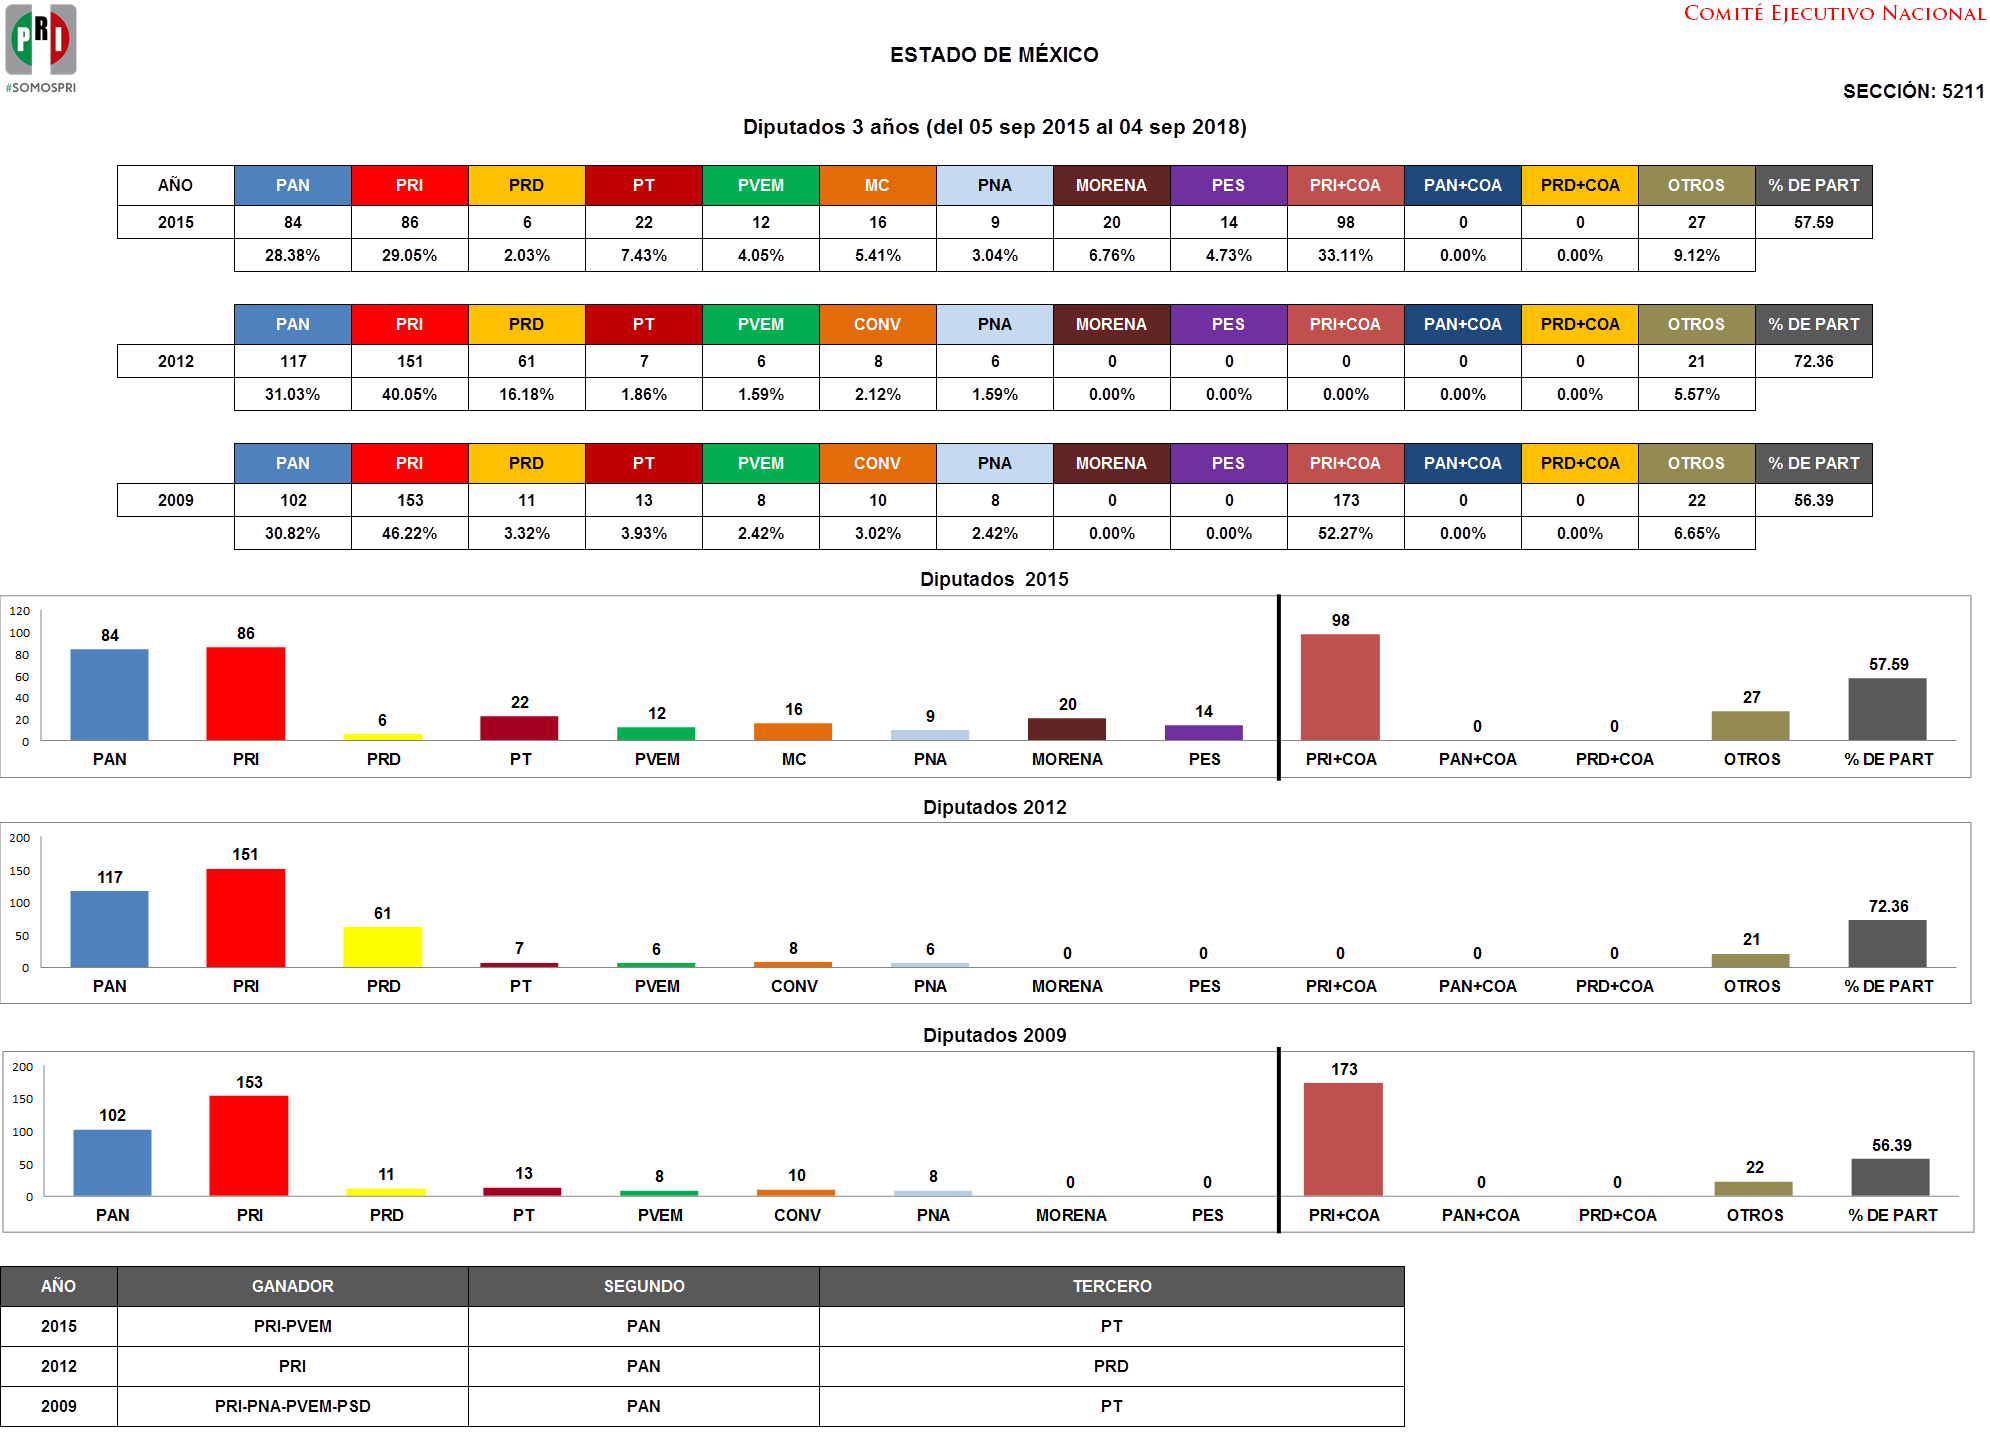 COMITÉ EJECUTIVO NACIONAL
PRI
#SOMOSPRI
ESTADO DE MÉXICO
SECCIÓN: 5211
Diputados 3 años (del 05 sep 2015 al 04 sep 2018)
AÑO PAN PRI PRD PT PVEM MC PNA MORENA PES PRI+COA PAN+COA PRD+COA OTROS % DE PART
2015 84 86 6 22 12 16 9 20 14 98 0 0 27 57.59
28.38% 29.05% 2.03% 7.43% 4.05% 5.41% 3.04% 6.76% 4.73% 33.11% 0.00% 0.00% 9.12%
PAN PRI PRD PT PVEM CONV PNA MORENA PES PRI+COA PAN+COA PRD+COA OTROS % DE PART
2012 117 151 61 7 6 8 6 0 0 0 0 0 21 72.36
31.03% 40.05% 16.18% 1.86% 1.59% 2.12% 1.59% 0.00% 0.00% 0.00% 0.00% 0.00% 5.57%
PAN PRI PRD PT PVEM CONV PNA MORENA PES PRI+COA PAN+COA PRD+COA OTROS % DE PART
2009 102 153 11 13 8 10 8 0 0 173 0 0 22 56.39
30.82% 46.22% 3.32% 3.93% 2.42% 3.02% 2.42% 0.00% 0.00% 52.27% 0.00% 0.00% 6.65%
Diputados 2015
120
100
80
60
40
20
0
84 86 6 22 12 16 9 20 14 98 0 0 27 57.59
PAN PRI PRD PT PVEM MC PNA MORENA PES PRI+COA PAN+COA PRD+COA OTROS % DE PART
Diputados 2012
200
150
100
50
0
117 151 61 7 6 8 6 0 0 0 0 0 21 72.36
PAN PRI PRD PT PVEM CONV PNA MORENA PES PRI+COA PAN+COA PRD+COA OTROS % DE PART
Diputados 2009
200
150
100
50
0
102 153 11 13 8 10 8 0 0 173 0 0 22 56.39
PAN PRI PRD PT PVEM CONV PNA MORENA PES PRI+COA PAN+COA PRD+COA OTROS % DE PART
AÑO GANADOR SEGUNDO TERCERO
2015 PRI-PVEM PAN PT
2012 PRI PAN PRD
2009 PRI-PNA-PVEM-PSD PAN PT